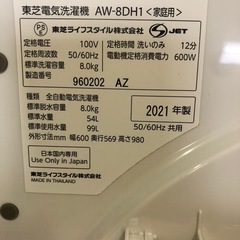 東芝電気洗濯機 AW-8DH1 <家庭用>
PS
E
東芝ライフスタイル株式会社 JET
定格電圧 100V 定格時間 洗いのみ 12分
定格周波数 50/60Hz 電動機定格消費電力 600W
標準洗濯容量 8.0kg
製造番号
960202 AZ
種類 全自動電気洗濯機
標準脱水容量 8.0kg
標準水量 54L
標準使用水量 99L
外形寸法mm 幅600 奥行569 高さ980
2021年製
50/60Hz 共用
日本国内専用
Use Only in Japan
東芝ライフスタイル株式会社
MADE IN THAILAND